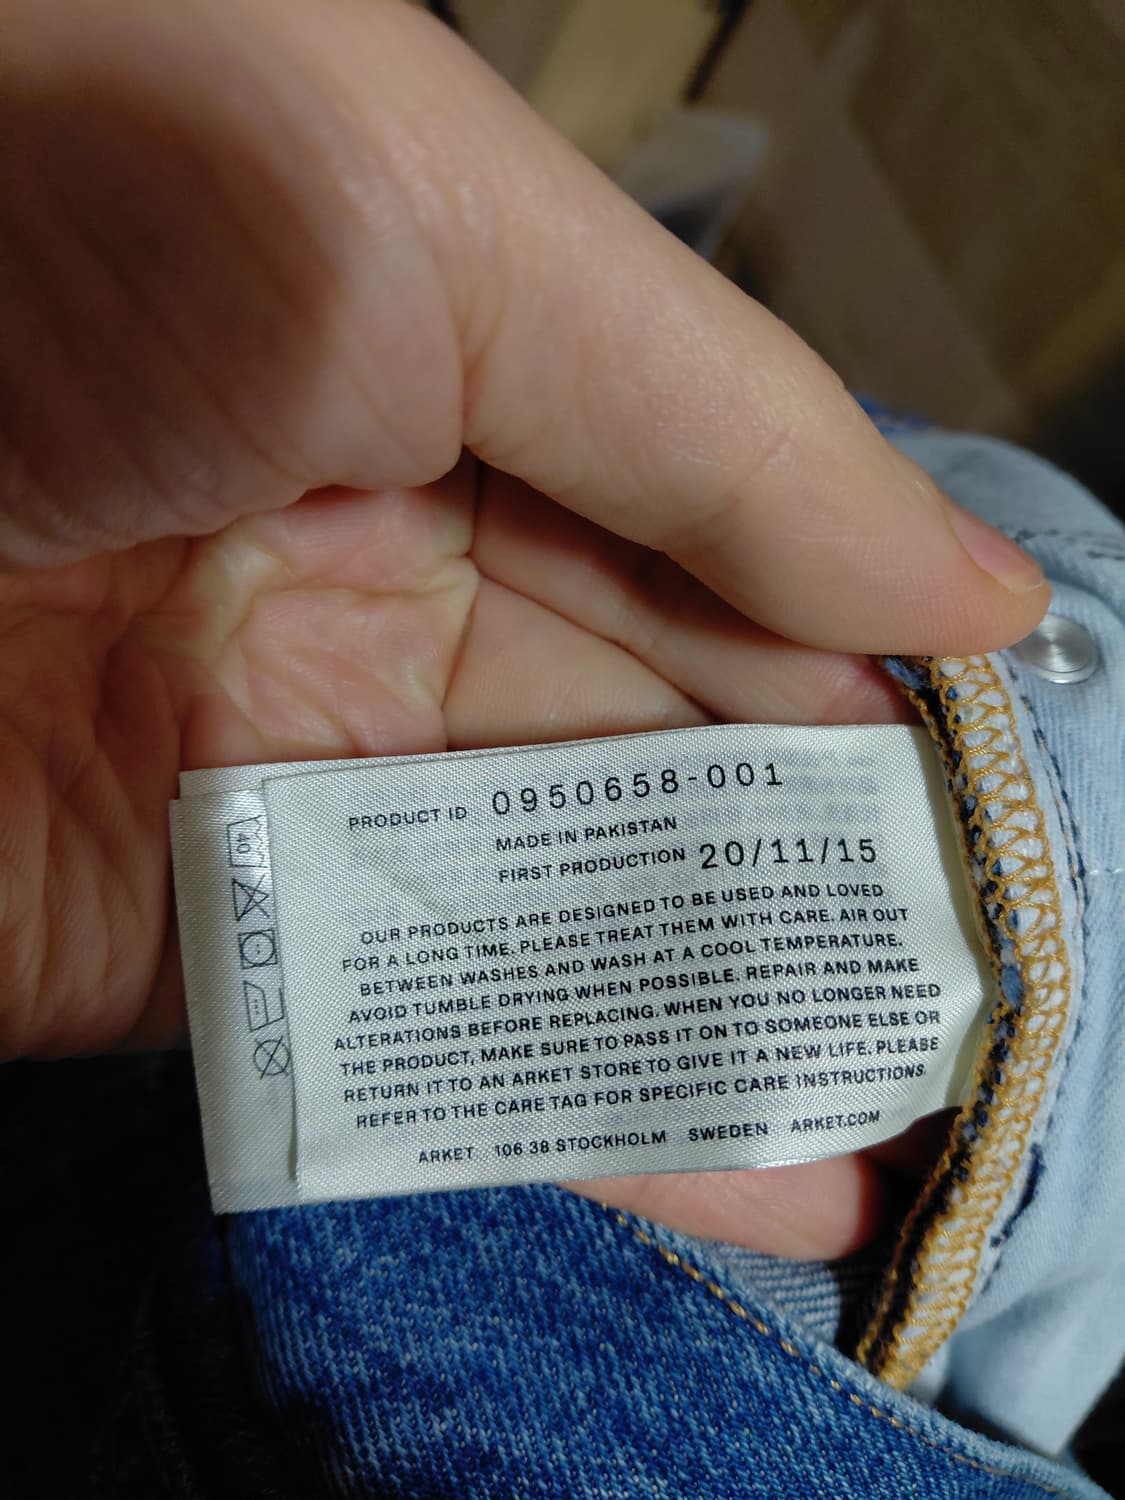 PRODUCT ID 0950658-001
MADE IN PAKISTAN
FIRST PRODUCTION 20/11/15
OUR PRODUCTS ARE DESIGNED TO BE USED AND LOVED
FOR A LONG TIME. PLEASE TREAT THEM WITH CARE. AIR OUT
BETWEEN WASHES AND WASH AT A COOL TEMPERATURE.
AVOID TUMBLE DRYING WHEN POSSIBLE. REPAIR AND MAKE
ALTERATIONS BEFORE REPLACING. WHEN YOU NO LONGER NEED
THE PRODUCT, MAKE SURE TO PASS IT ON TO SOMEONE ELSE OR
RETURN IT TO AN ARKET STORE TO GIVE IT A NEW LIFE. PLEASE
REFER TO THE CARE TAG FOR SPECIFIC CARE INSTRUCTIONS
ARKET 106 38 STOCKHOLM SWEDEN ARKET.COM
40